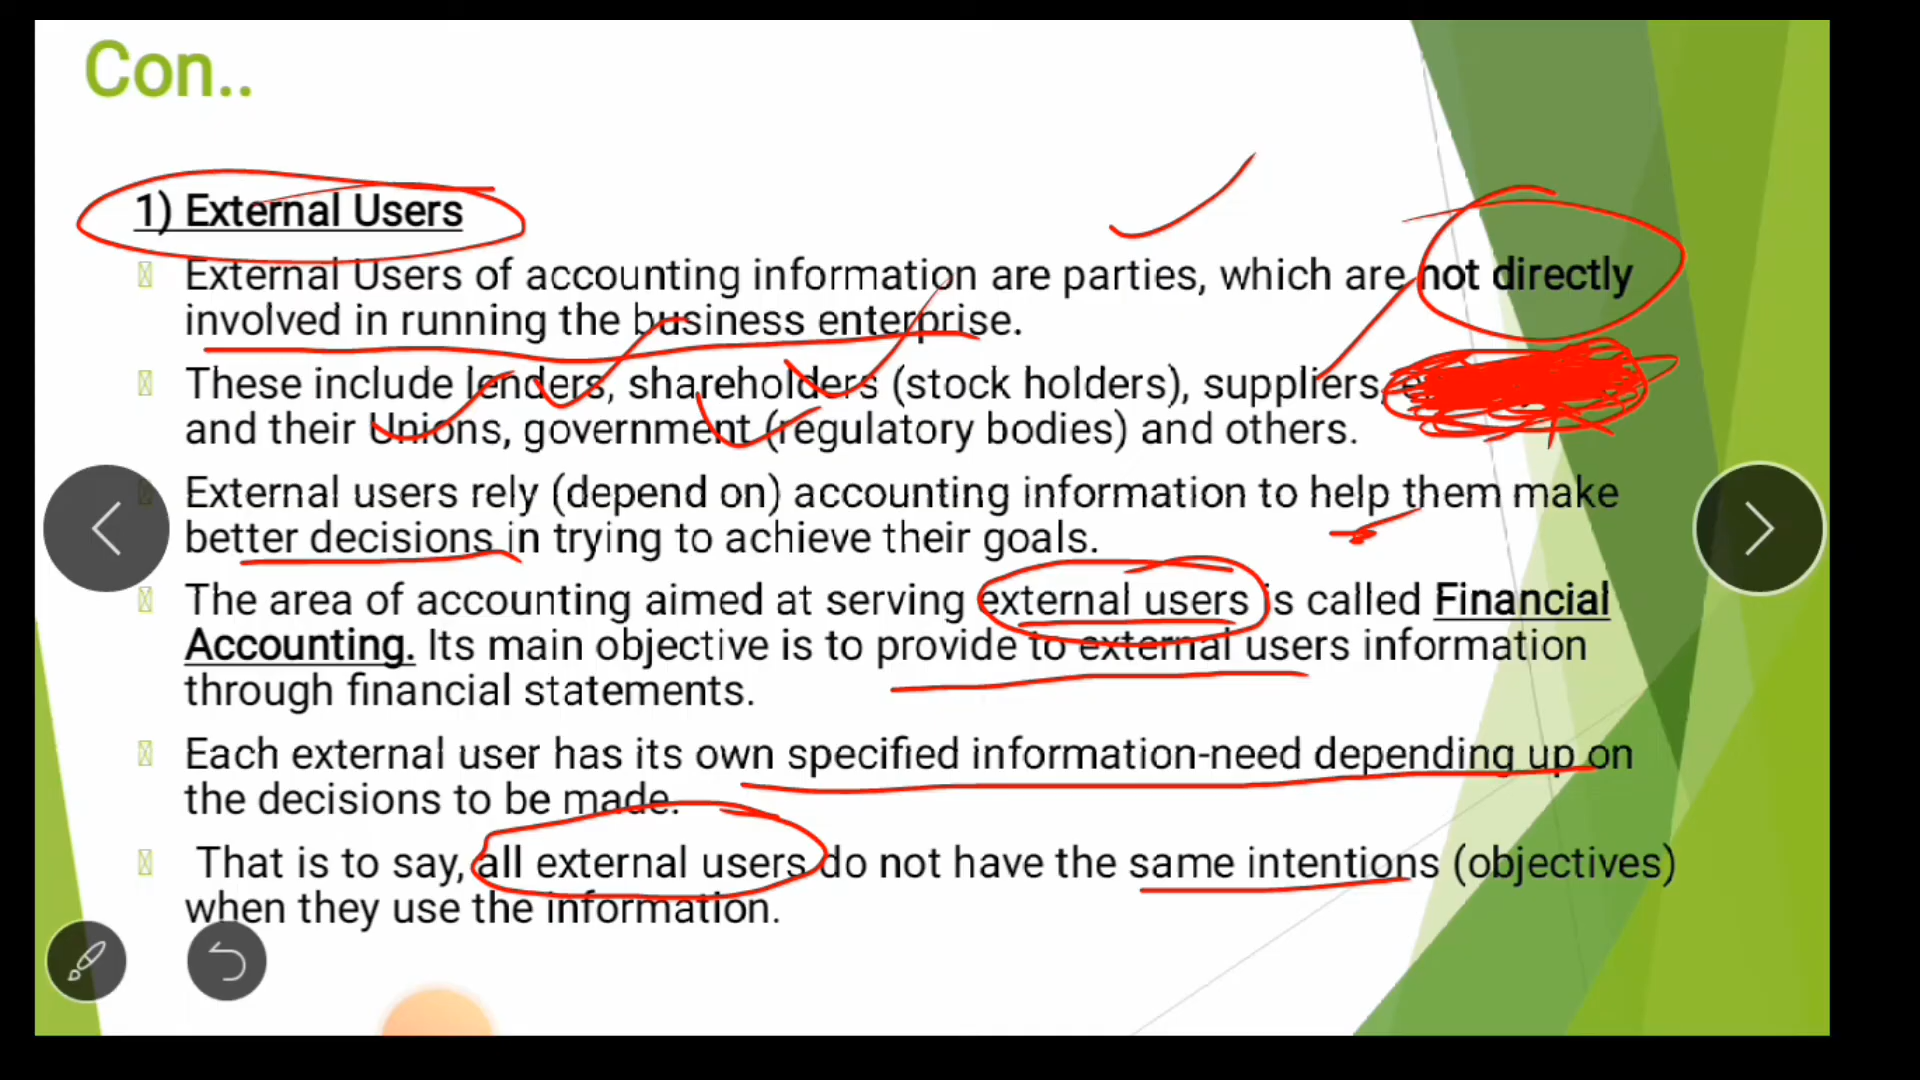 Con..
1) External Users
External Users of accounting information are parties, which are not directly
involved in running the business enterprise.
These include lenders, shareholders (stock holders), suppliers,
and their Unions, government (regulatory bodies) and others.
External users rely (depend on) accounting information to help them make
better decisions in trying to achieve their goals.
The area of accounting aimed at serving external users is called Financial
Accounting. Its main objective is to provide to external users information
through financial statements.
Each external user has its own specified information-need depending up on
the decisions to be made.
That is to say, all external users do not have the same intentions (objectives)
when they use the information.